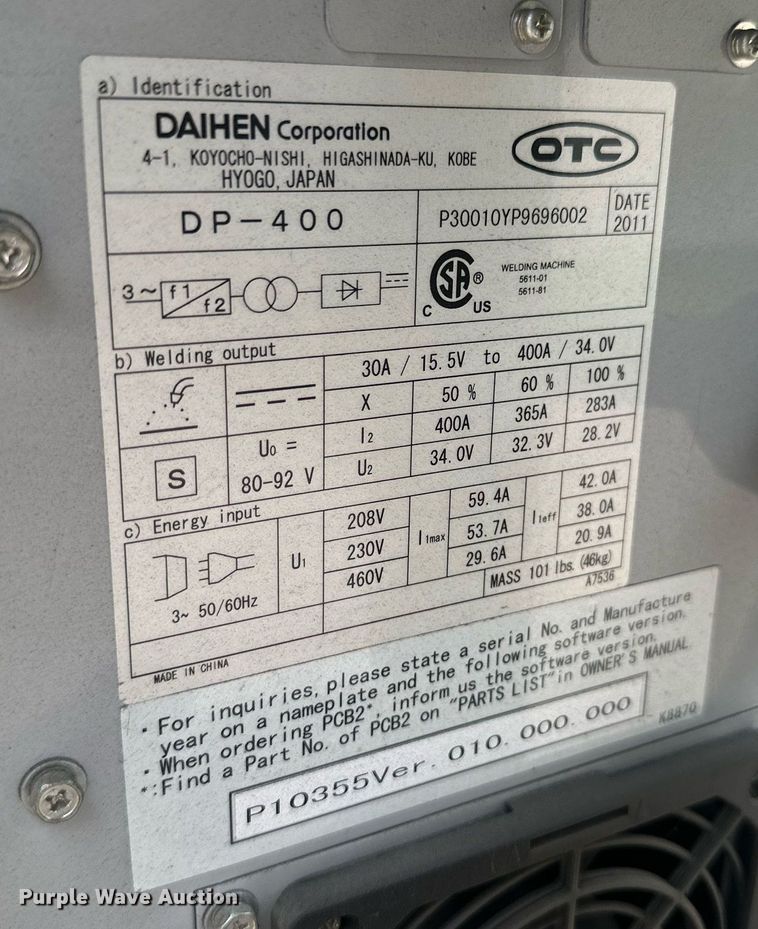 a) Identification
DAIHEN Corporation
4-1, KOYOCHO-NISHI, HIGASHINADA-KU, KOBE
HYOGO, JAPAN
OTC
DP-400
P30010YP9696002
DATE
2011
3~ f1
f2
CSA ®
C US
WELDING MACHINE
5611-01
5611-81
b) Welding output
30A / 15.5V to 400A / 34.0V
X 50 % 60 % 100 %
I2 400A 365A 283A
U2 34.0V 32.3V 28.2V
S
U0 =
80-92 V
c) Energy input
3~ 50/60Hz
U1
208V
230V
460V
I1max
59.4A
53.7A
29.6A
I1eff
42.0A
38.0A
20.9A
MASS 101 lbs. (46kg)
A7536
MADE IN CHINA
・For inquiries, please state a serial No. and Manufacture
year on a nameplate and the following software version.
・When ordering PCB2*, inform us the software version.
*:Find a Part No. of PCB2 on "PARTS LIST" in OWNER'S MANUAL
P10355Ver. 010. 000. 000
K8870
Purple Wave Auction